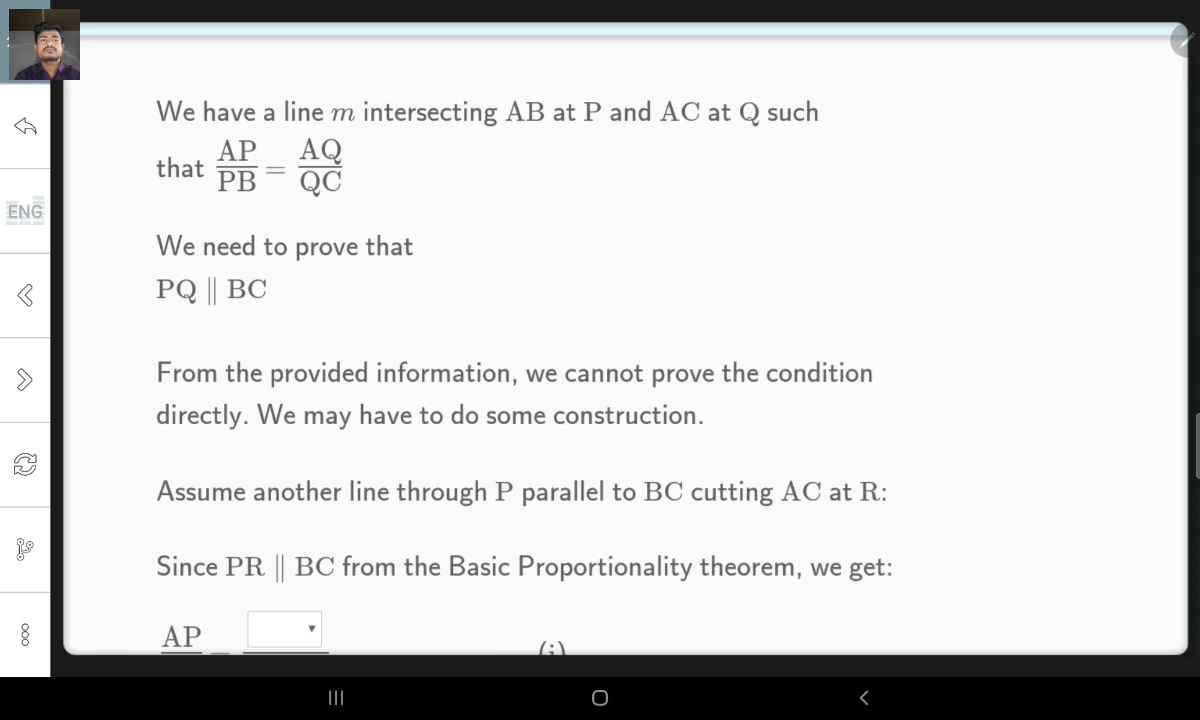 ENG
We have a line m intersecting AB at P and AC at Q such
that AP/PB = AQ/QC
We need to prove that
PQ ∥ BC
From the provided information, we cannot prove the condition
directly. We may have to do some construction.
Assume another line through P parallel to BC cutting AC at R:
Since PR ∥ BC from the Basic Proportionality theorem, we get:
AP = (i)